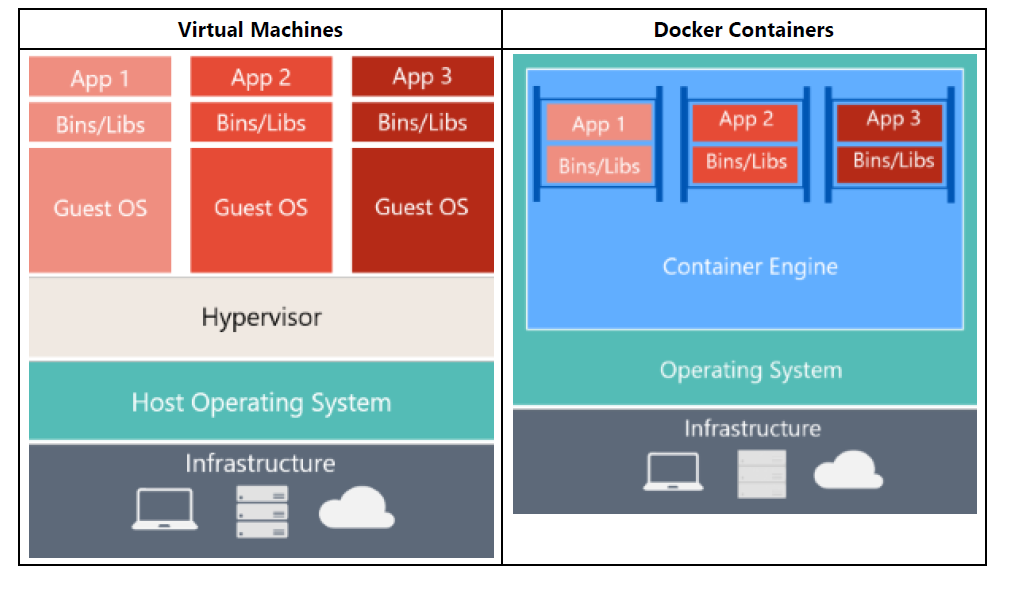 Virtual Machines
App 1 App 2 App 3
Bins/Libs Bins/Libs Bins/Libs
Guest OS Guest OS Guest OS
Hypervisor
Host Operating System
Infrastructure
Docker Containers
App 1 App 2 App 3
Bins/Libs Bins/Libs Bins/Libs
Container Engine
Operating System
Infrastructure